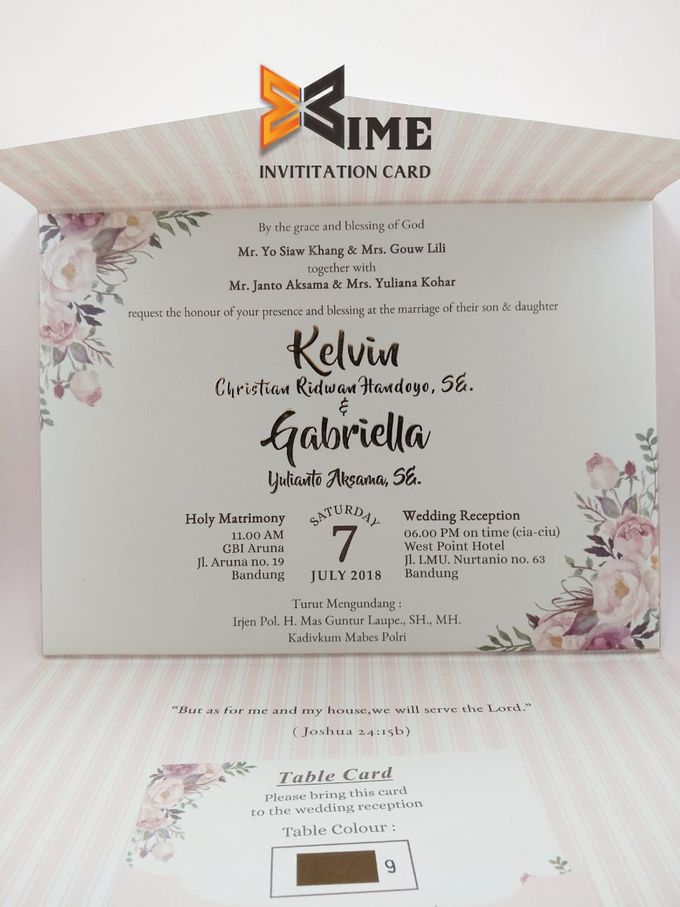 IME
INVITITATION CARD
By the grace and blessing of God
Mr. Yo Siaw Khang & Mrs. Gouw Lili
together with
Mr. Janto Aksama & Mrs. Yuliana Kohar
request the honour of your presence and blessing at the marriage of their son & daughter
Kelvin
Christian Ridwan Handoyo, SE.
&
Gabriella
Yulianto Aksama, SE.
Holy Matrimony
11.00 AM
GBI Aruna
Jl. Aruna no. 19
Bandung
SATURDAY
7
JULY 2018
Wedding Reception
06.00 PM on time (cia-ciu)
West Point Hotel
Jl. LMU. Nurtanio no. 63
Bandung
Turut Mengundang :
Irjen Pol. H. Mas Guntur Laupe., SH., MH.
Kadivkum Mabes Polri
“But as for me and my house,we will serve the Lord.”
( Joshua 24:15b)
Table Card
Please bring this card
to the wedding reception
Table Colour :
9